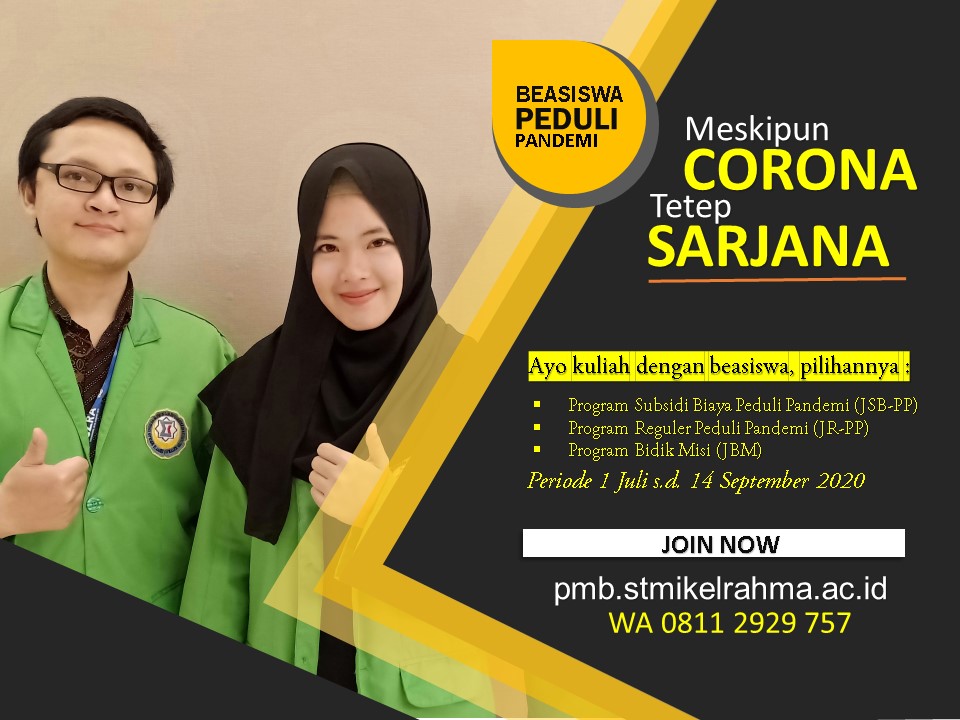 BEASISWA
PEDULI
PANDEMI
Meskipun
CORONA
Tetep
SARJANA
Ayo kuliah dengan beasiswa, pilihannya :
▪ Program Subsidi Biaya Peduli Pandemi (JSB-PP)
▪ Program Reguler Peduli Pandemi (JR-PP)
▪ Program Bidik Misi (JBM)
Periode 1 Juli s.d. 14 September 2020
JOIN NOW
pmb.stmikelrahma.ac.id
WA 0811 2929 757